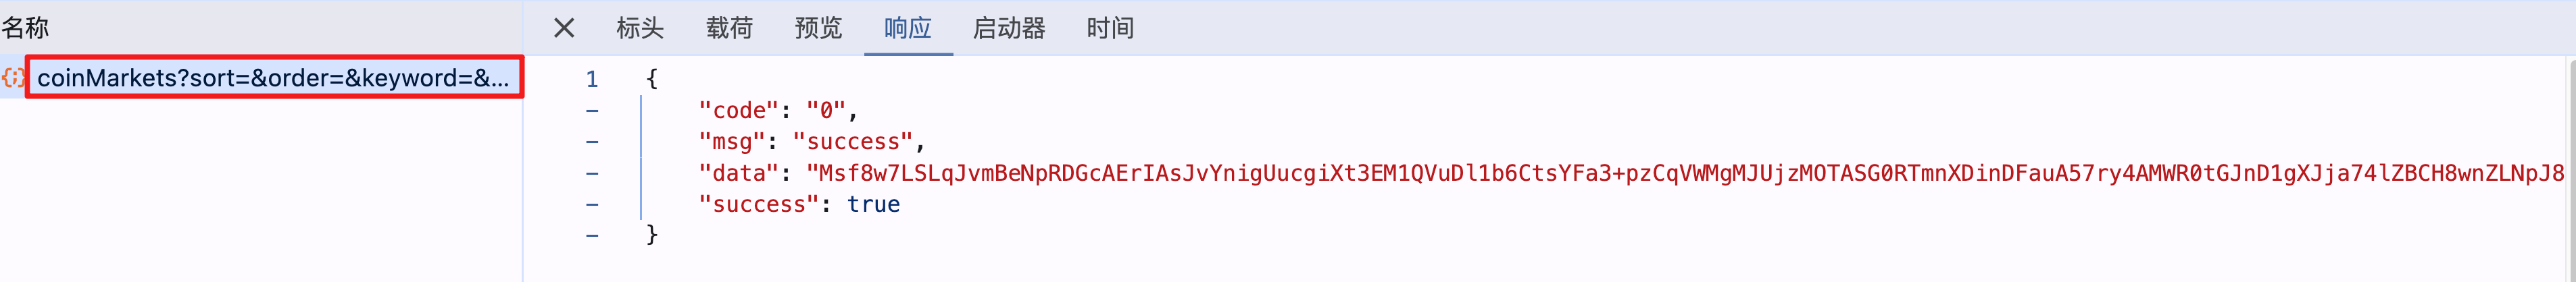 名称
标头 载荷 预览 响应 启动器 时间
coinMarkets?sort=&order=&keyword=&...
1 {
- "code": "0",
- "msg": "success",
- "data": "Msf8w7LSLqJvmBeNpRDGcAErIAsJvYnigUucgiXt3EM1QVuDl1b6CtsYFa3+pzCqVWMgMJUjzMOTASG0RTmnXDinDFauA57ry4AMWR0tGJnD1gXJja74lZBCH8wnZLNpJ8
- "success": true
- }